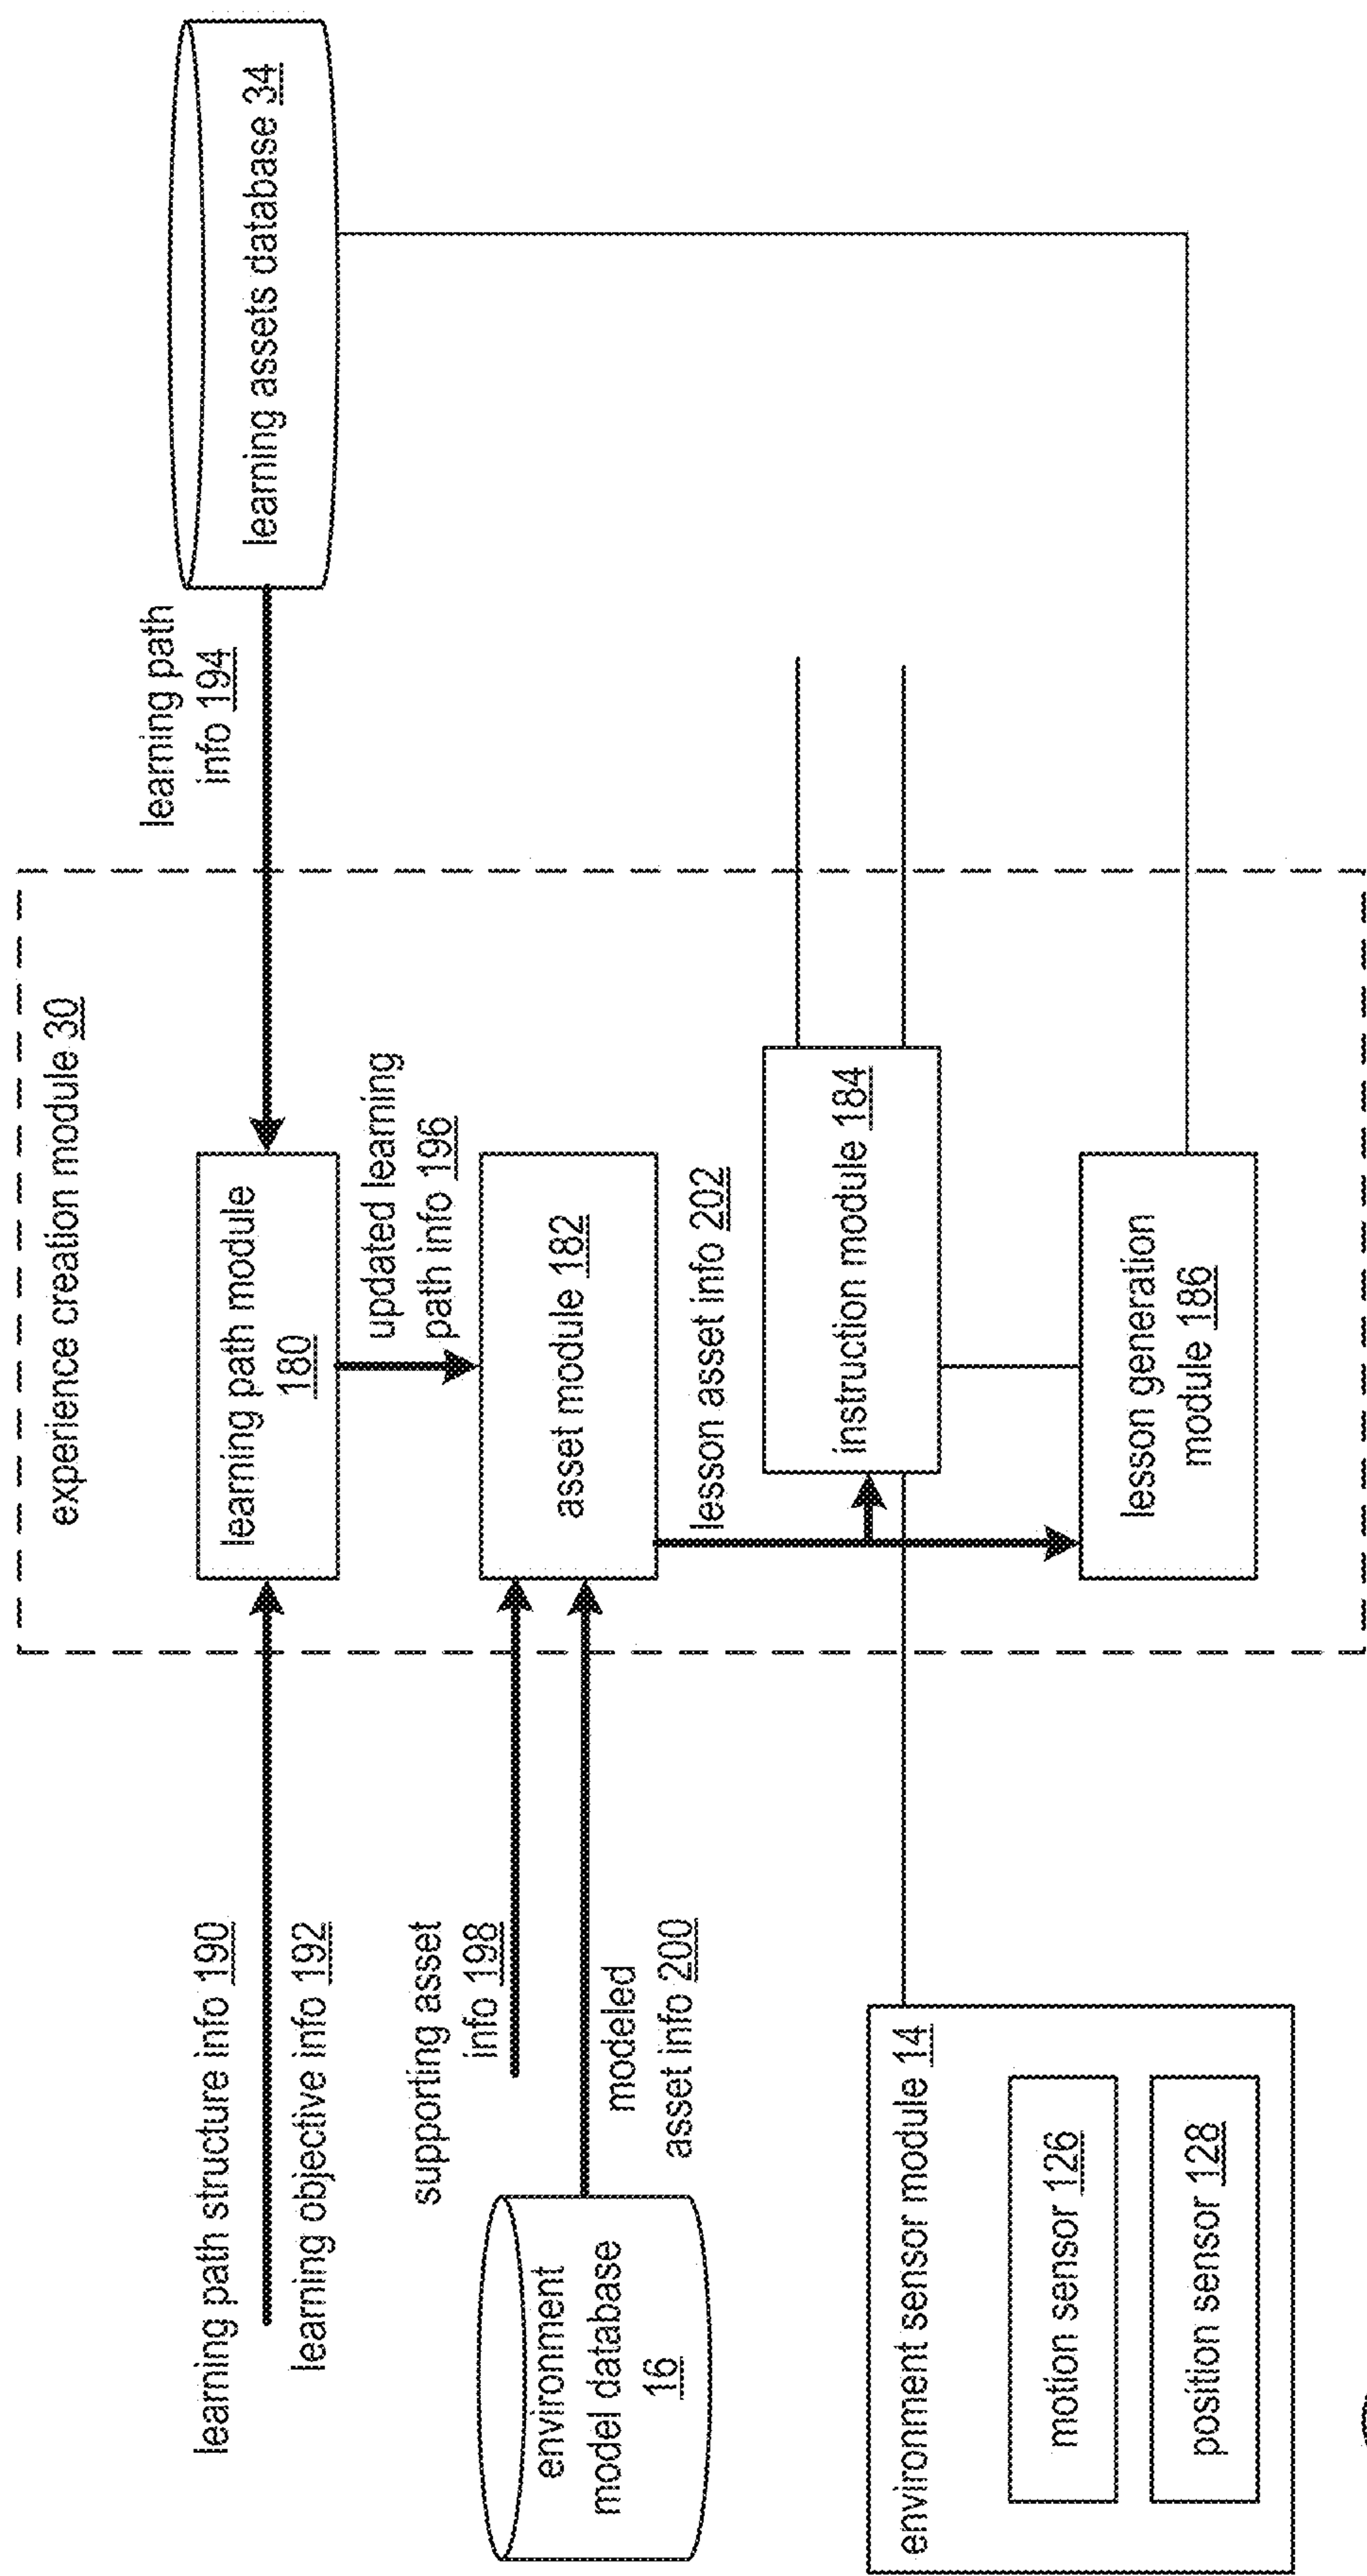 experience creation module 30
learning path structure info 190
learning objective info 192
learning path module
180
learning path
info 194
learning assets database 34
updated learning
path info 196
supporting asset
info 198
environment
model database
16
modeled
asset info 200
asset module 182
lesson asset info 202
instruction module 184
environment sensor module 14
motion sensor 126
position sensor 128
lesson generation
module 186